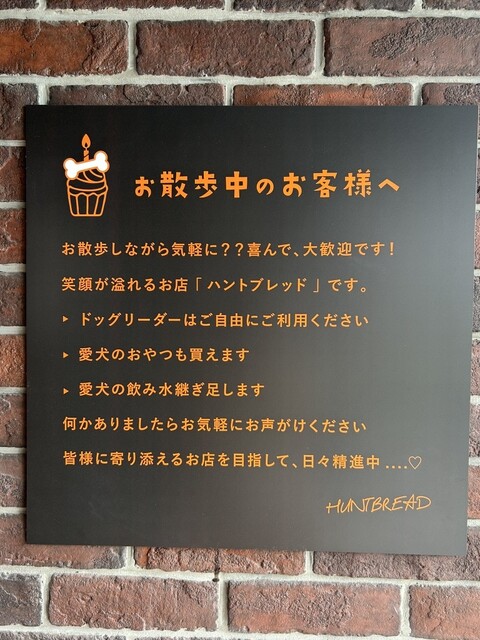 お散歩中のお客様へ
お散歩しながら気軽に??喜んで、大歓迎です!
笑顔が溢れるお店「 ハントブレッド 」です。
▸ ドッグリーダーはご自由にご利用ください
▸ 愛犬のおやつも買えます
▸ 愛犬の飲み水継ぎ足します
何かありましたらお気軽にお声がけください
皆様に寄り添えるお店を目指して、日々精進中 ....♡
HUNTBREAD